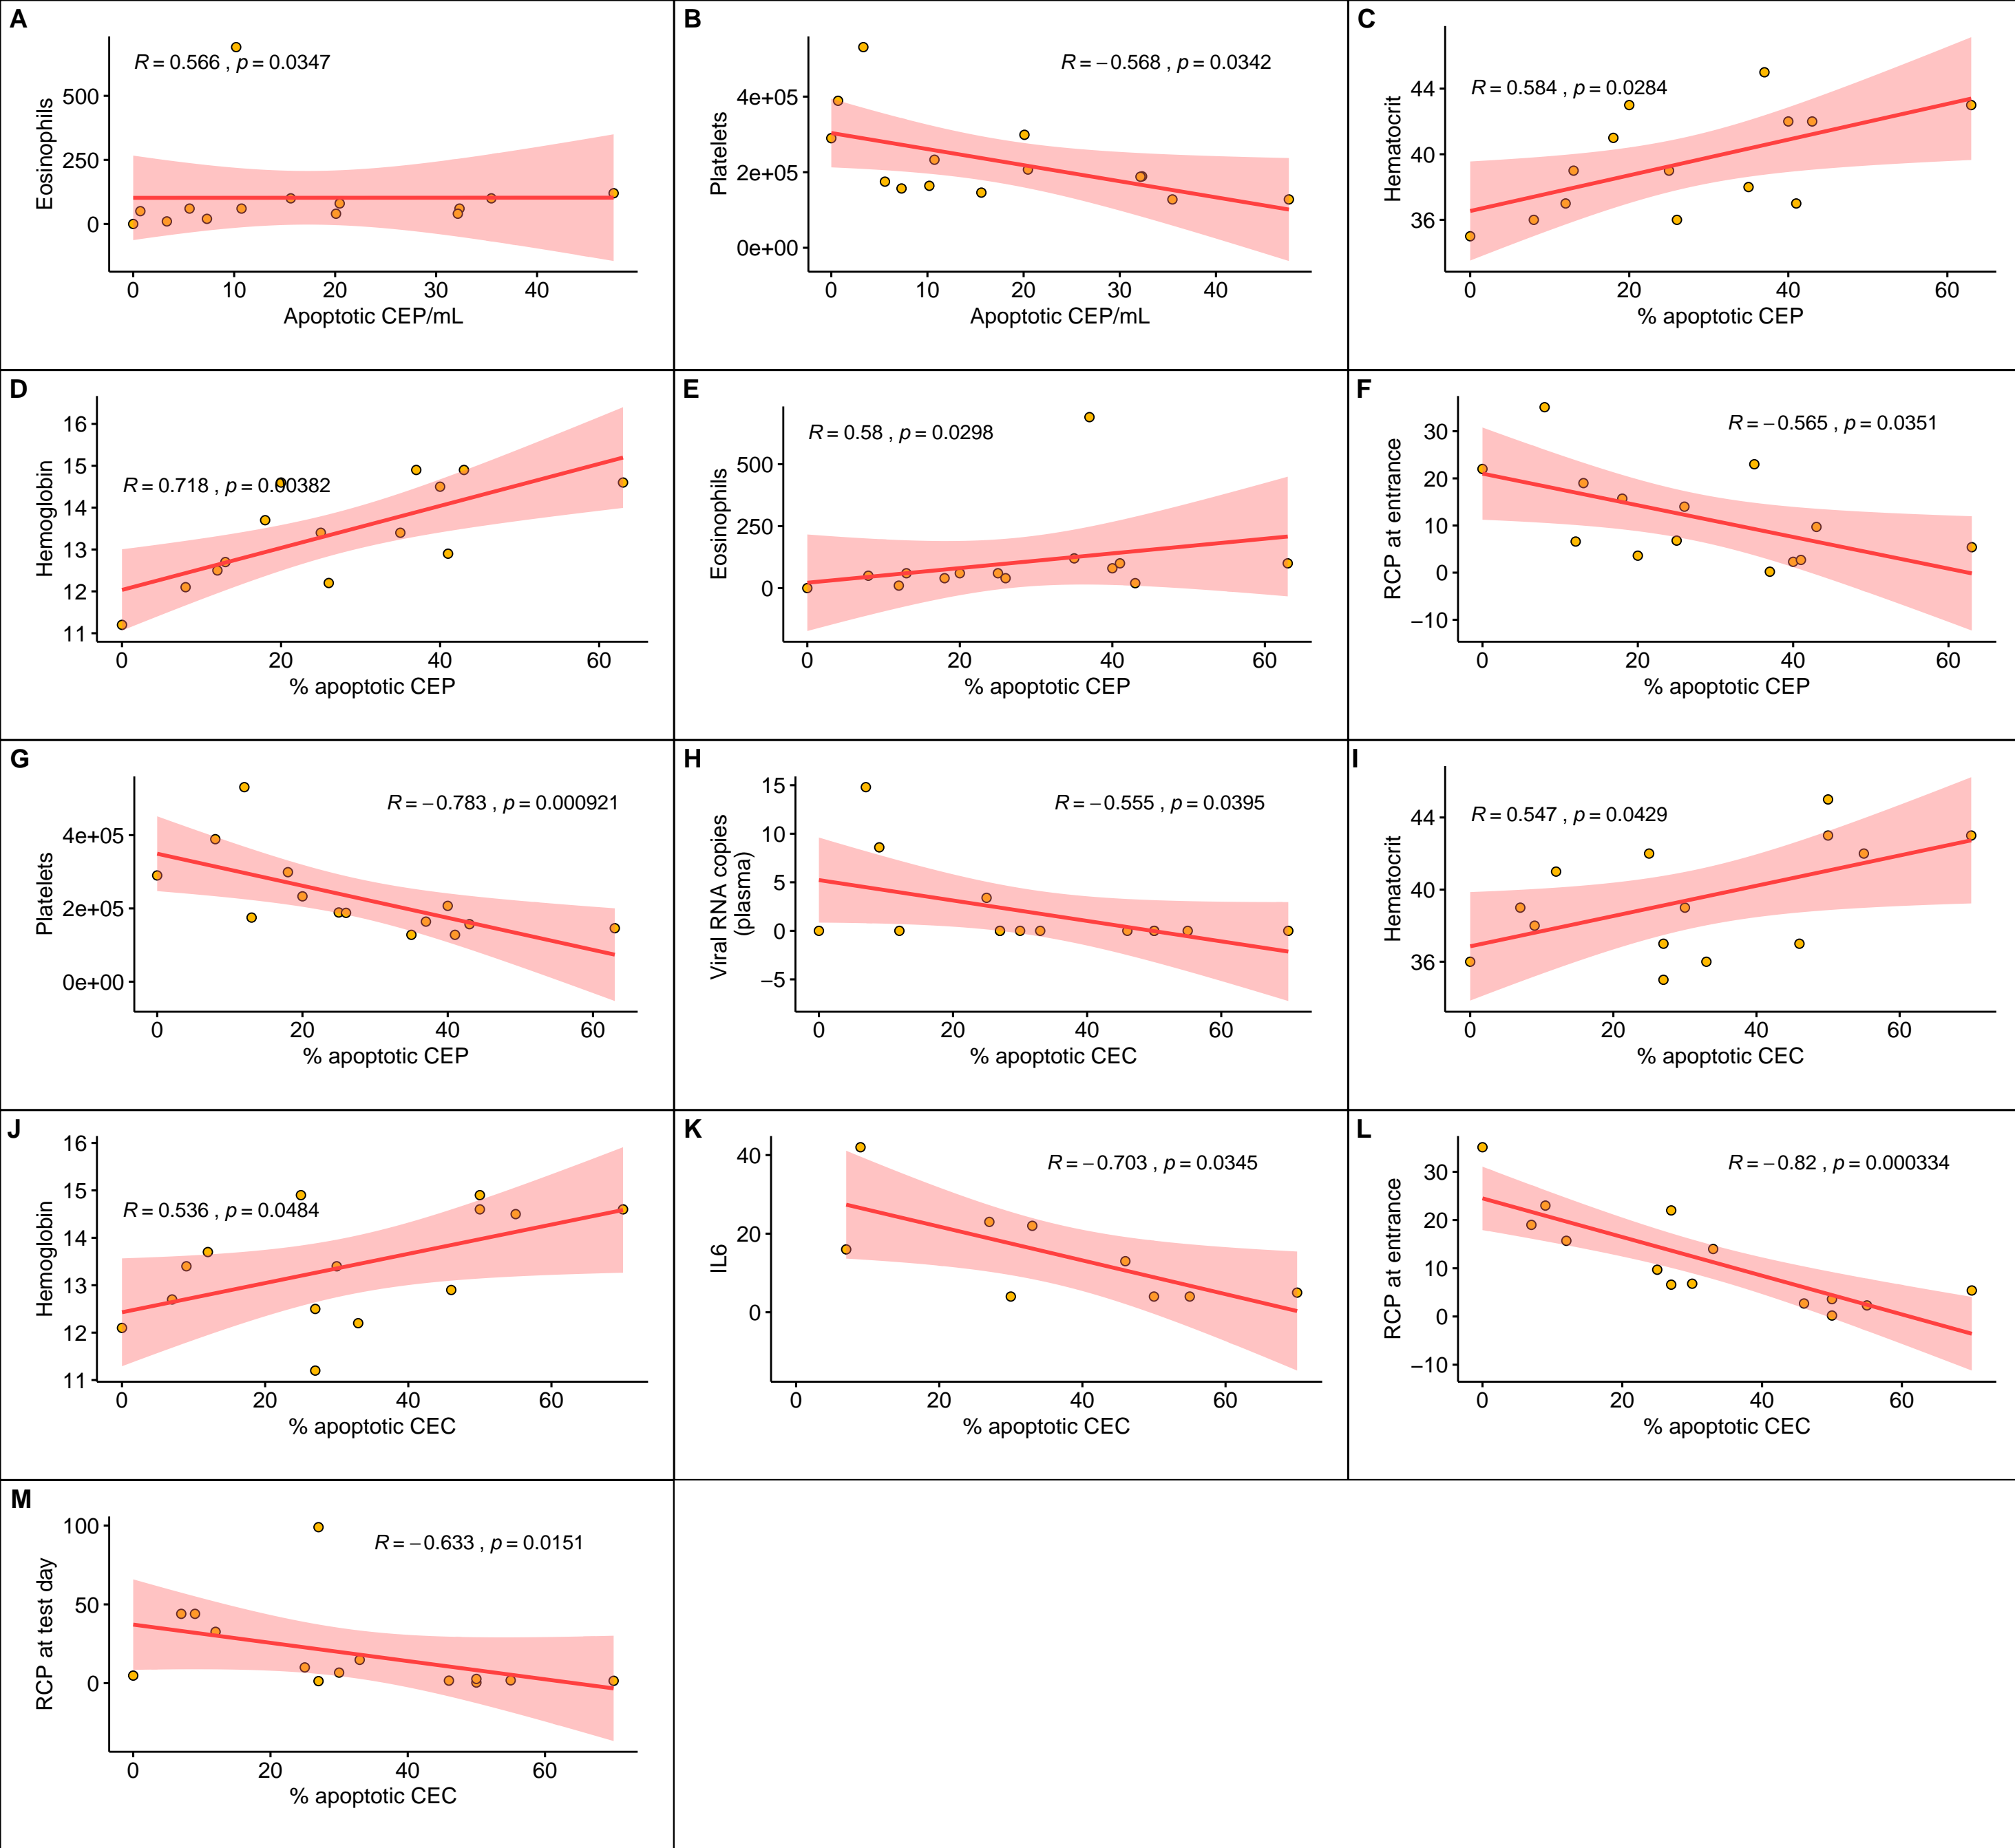 A
R = 0.566 , p = 0.0347
Eosinophils
500
250
0
0 10 20 30 40
Apoptotic CEP/mL
B
R = −0.568 , p = 0.0342
Platelets
4e+05
2e+05
0e+00
0 10 20 30 40
Apoptotic CEP/mL
C
R = 0.584 , p = 0.0284
Hematocrit
44
40
36
0 20 40 60
% apoptotic CEP
D
R = 0.718 , p = 0.00382
Hemoglobin
16
15
14
13
12
11
0 20 40 60
% apoptotic CEP
E
R = 0.58 , p = 0.0298
Eosinophils
500
250
0
0 20 40 60
% apoptotic CEP
F
R = −0.565 , p = 0.0351
RCP at entrance
30
20
10
0
−10
0 20 40 60
% apoptotic CEP
G
R = −0.783 , p = 0.000921
Platelets
4e+05
2e+05
0e+00
0 20 40 60
% apoptotic CEP
H
R = −0.555 , p = 0.0395
Viral RNA copies
(plasma)
15
10
5
0
−5
0 20 40 60
% apoptotic CEC
I
R = 0.547 , p = 0.0429
Hematocrit
44
40
36
0 20 40 60
% apoptotic CEC
J
R = 0.536 , p = 0.0484
Hemoglobin
16
15
14
13
12
11
0 20 40 60
% apoptotic CEC
K
R = −0.703 , p = 0.0345
IL6
40
20
0
0 20 40 60
% apoptotic CEC
L
R = −0.82 , p = 0.000334
RCP at entrance
30
20
10
0
−10
0 20 40 60
% apoptotic CEC
M
R = −0.633 , p = 0.0151
RCP at test day
100
50
0
0 20 40 60
% apoptotic CEC